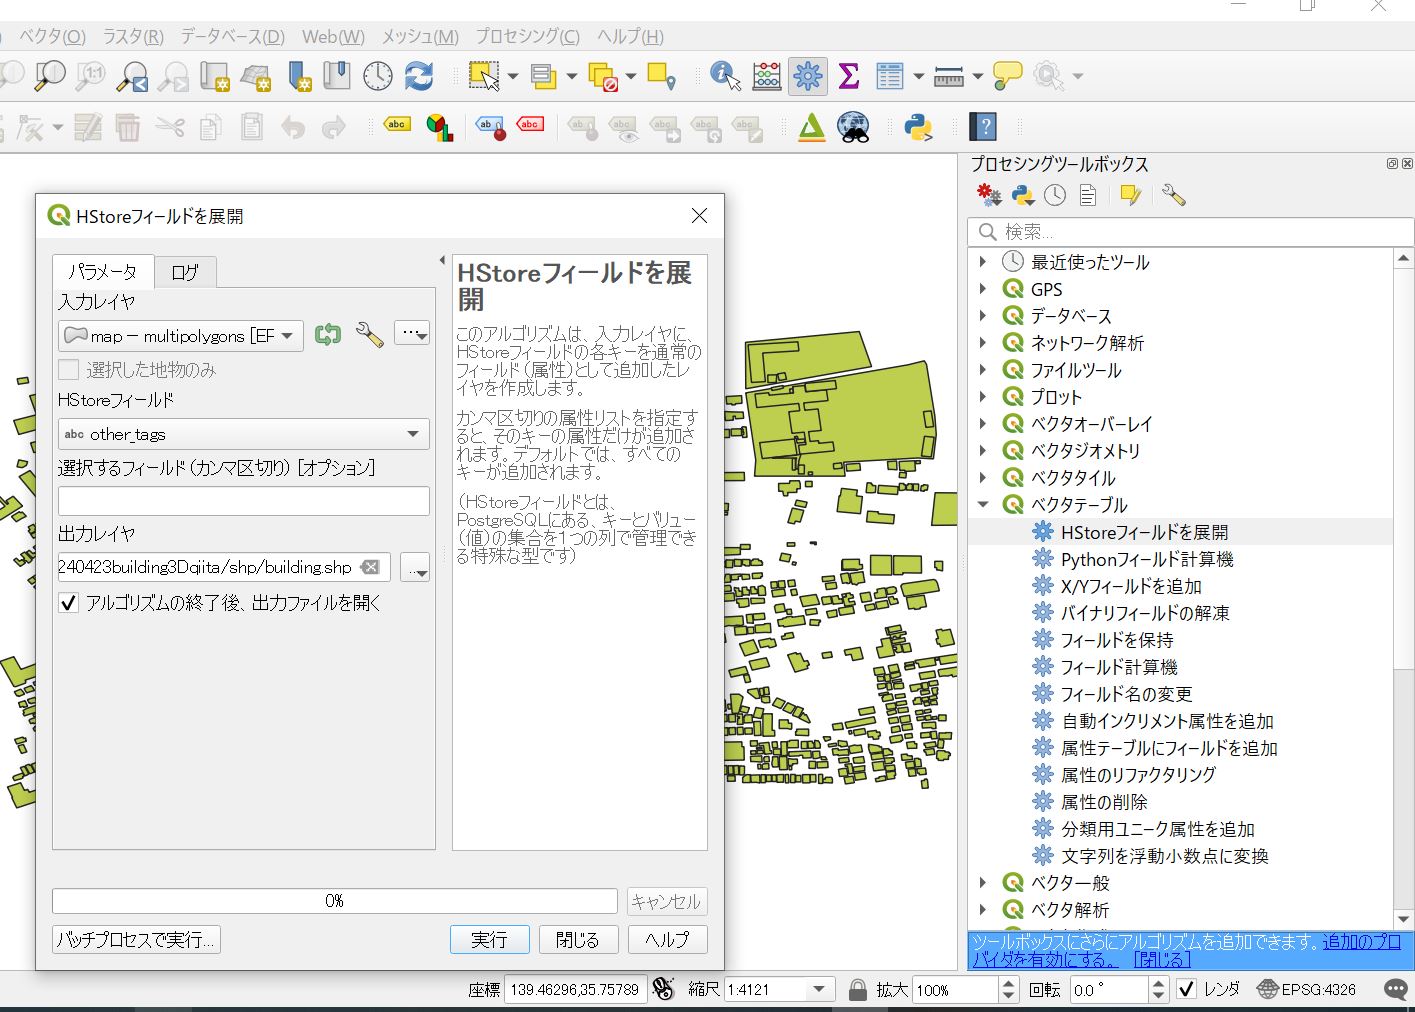 ベクタ(O) ラスタ(R) データベース(D) Web(W) メッシュ(M) プロセシング(C) ヘルプ(H)
プロセシングツールボックス
検索...
最近使ったツール
GPS
データベース
ネットワーク解析
ファイルツール
プロット
ベクタオーバーレイ
ベクタジオメトリ
ベクタタイル
ベクタテーブル
HStoreフィールドを展開
Pythonフィールド計算機
X/Yフィールドを追加
バイナリフィールドの解凍
フィールドを保持
フィールド計算機
フィールド名の変更
自動インクリメント属性を追加
属性テーブルにフィールドを追加
属性のリファクタリング
属性の削除
分類用ユニーク属性を追加
文字列を浮動小数点に変換
ベクタ一般
ベクタ解析
ツールボックスにさらにアルゴリズムを追加できます。追加のプロ
バイダを有効にする。 [閉じる]
HStoreフィールドを展開
パラメータ ログ
入力レイヤ
map — multipolygons [EF
選択した地物のみ
HStoreフィールド
abc other_tags
選択するフィールド（カンマ区切り） [オプション]
出力レイヤ
240423building3Dqiita/shp/building.shp
アルゴリズムの終了後、出力ファイルを開く
HStoreフィールドを展
開
このアルゴリズムは、入力レイヤに、
HStoreフィールドの各キーを通常の
フィールド（属性）として追加したレ
イヤを作成します。
カンマ区切りの属性リストを指定す
ると、そのキーの属性だけが追加さ
れます。デフォルトでは、すべての
キーが追加されます。
（HStoreフィールドとは、
PostgreSQLにある、キーとバリュー
（値）の集合を1つの列で管理でき
る特殊な型です）
0%
キャンセル
バッチプロセスで実行...
実行 閉じる ヘルプ
座標 139.46296,35.75789 縮尺 1:4121 拡大 100% 回転 0.0 ° レンダ EPSG:4326